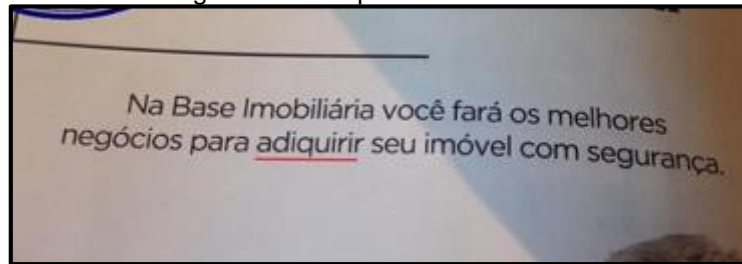 Na Base Imobiliária você fará os melhores
negócios para adiquirir seu imóvel com segurança.